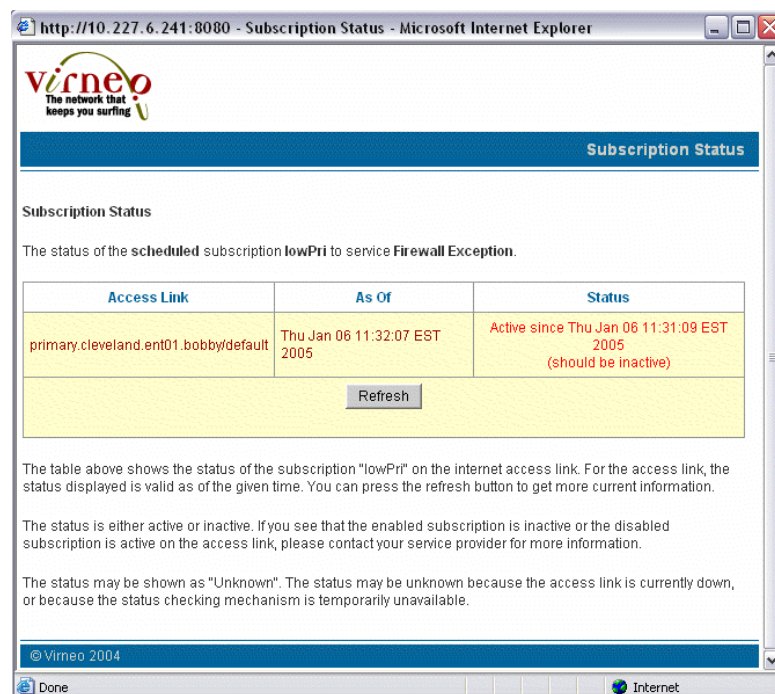 http://10.227.6.241:8080 - Subscription Status - Microsoft Internet Explorer
Virneo
The network that
keeps you surfing
Subscription Status
Subscription Status
The status of the scheduled subscription lowPri to service Firewall Exception.
Access Link As Of Status
primary.cleveland.ent01.bobby/default
Thu Jan 06 11:32:07 EST
2005
Active since Thu Jan 06 11:31:09 EST
2005
(should be inactive)
Refresh
The table above shows the status of the subscription "lowPri" on the internet access link. For the access link, the
status displayed is valid as of the given time. You can press the refresh button to get more current information.
The status is either active or inactive. If you see that the enabled subscription is inactive or the disabled
subscription is active on the access link, please contact your service provider for more information.
The status may be shown as "Unknown". The status may be unknown because the access link is currently down,
or because the status checking mechanism is temporarily unavailable.
© Virneo 2004
Done
Internet